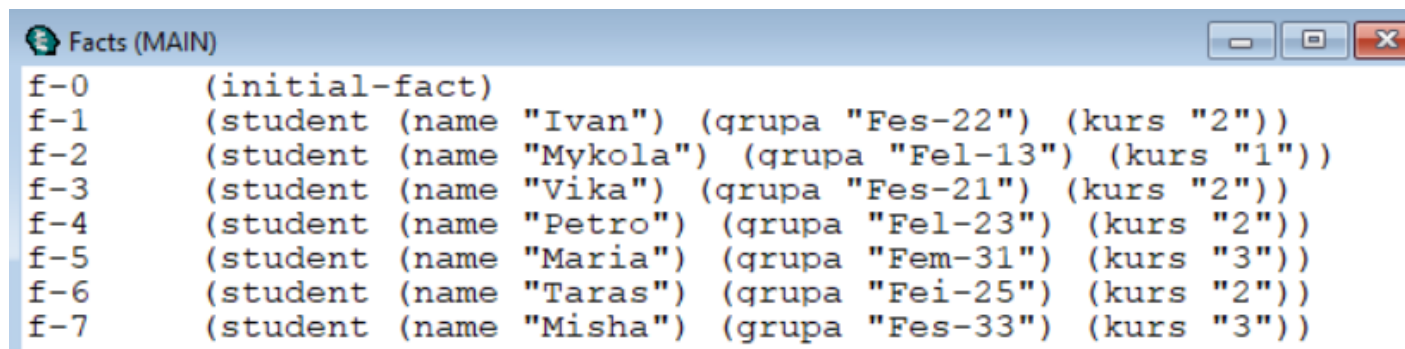 Facts (MAIN)
f-0 (initial-fact)
f-1 (student (name "Ivan") (grupa "Fes-22") (kurs "2"))
f-2 (student (name "Mykola") (grupa "Fel-13") (kurs "1"))
f-3 (student (name "Vika") (grupa "Fes-21") (kurs "2"))
f-4 (student (name "Petro") (grupa "Fel-23") (kurs "2"))
f-5 (student (name "Maria") (grupa "Fem-31") (kurs "3"))
f-6 (student (name "Taras") (grupa "Fei-25") (kurs "2"))
f-7 (student (name "Misha") (grupa "Fes-33") (kurs "3"))